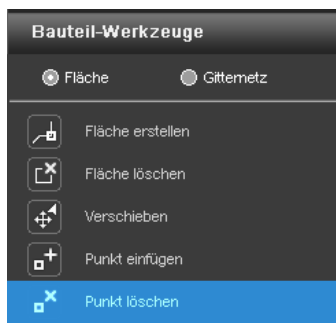 Bauteil-Werkzeuge
Fläche Gitternetz
Fläche erstellen
Fläche löschen
Verschieben
Punkt einfügen
Punkt löschen